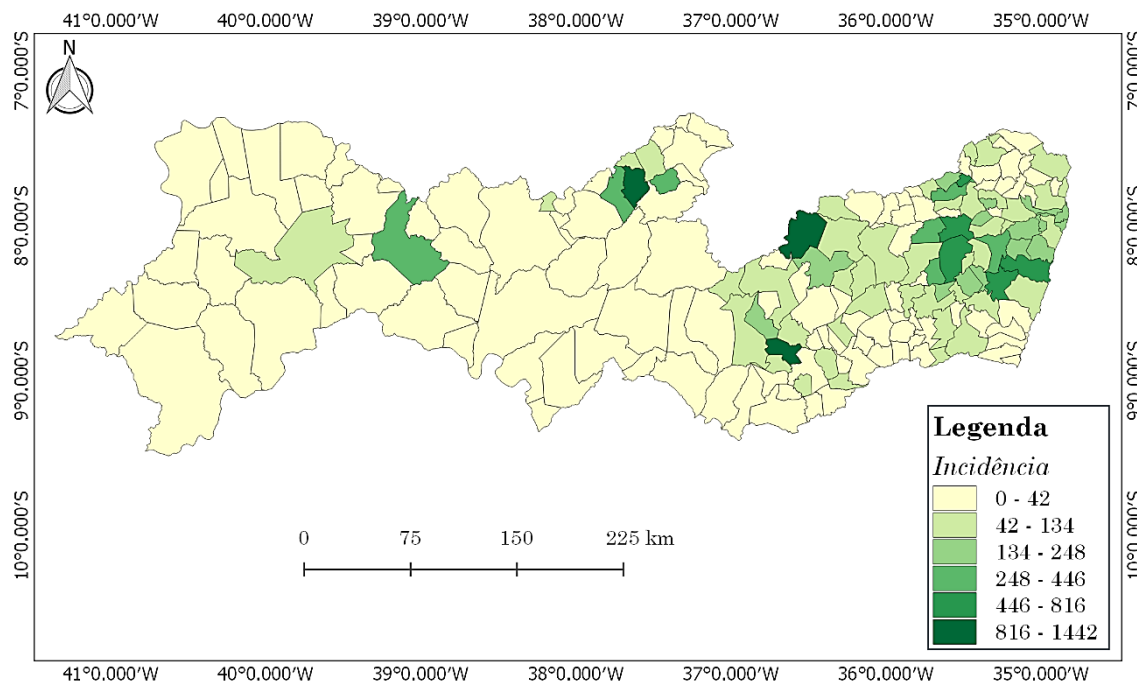 41°0.000′W 40°0.000′W 39°0.000′W 38°0.000′W 37°0.000′W 36°0.000′W 35°0.000′W
N
7°0.000′S 7°0.000′S
8°0.000′S 8°0.000′S
9°0.000′S 9°0.000′S
10°0.000′S 10°0.000′S
Legenda
Incidência
0 - 42
42 - 134
134 - 248
248 - 446
446 - 816
816 - 1442
0 75 150 225 km
41°0.000′W 40°0.000′W 39°0.000′W 38°0.000′W 37°0.000′W 36°0.000′W 35°0.000′W